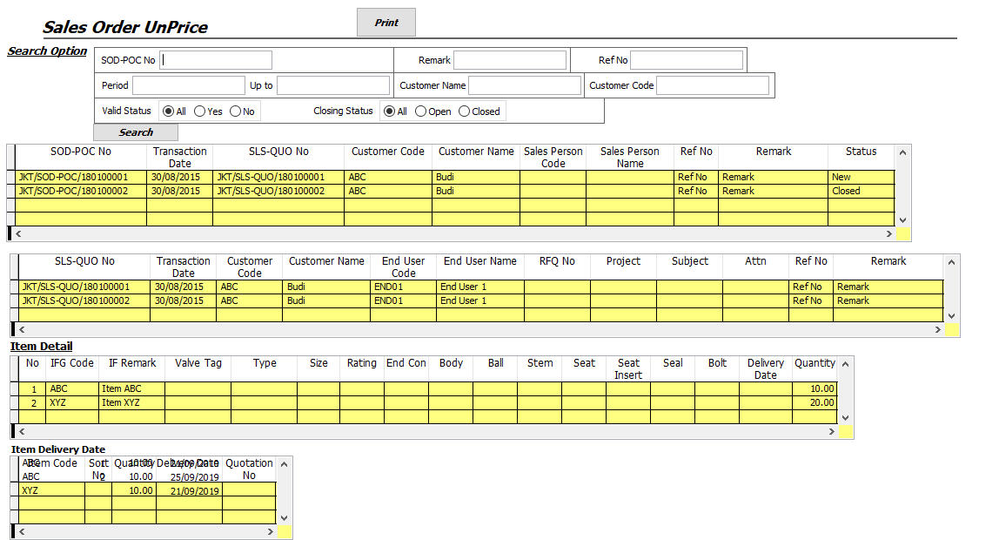 Sales Order UnPrice
Print
Search Option
SOD-POC No Remark Ref No
Period Up to Customer Name Customer Code
Valid Status All Yes No Closing Status All Open Closed
Search
SOD-POC No Transaction Date SLS-QUO No Customer Code Customer Name Sales Person Code Sales Person Name Ref No Remark Status
JKT/SOD-POC/180100001 30/08/2015 JKT/SLS-QUO/180100001 ABC Budi Ref No Remark New
JKT/SOD-POC/180100002 30/08/2015 JKT/SLS-QUO/180100002 ABC Budi Ref No Remark Closed
SLS-QUO No Transaction Date Customer Code Customer Name End User Code End User Name RFQ No Project Subject Attn Ref No Remark
JKT/SLS-QUO/180100001 30/08/2015 ABC Budi END01 End User 1 Ref No Remark
JKT/SLS-QUO/180100002 30/08/2015 ABC Budi END01 End User 1 Ref No Remark
Item Detail
No IFG Code IF Remark Valve Tag Type Size Rating End Con Body Ball Stem Seat Seat Insert Seal Bolt Delivery Date Quantity
1 ABC Item ABC 10.00
2 XYZ Item XYZ 20.00
Item Delivery Date
Item Code Sort No Quantity Delivery Date Quotation No
ABC 1 10.00 21/09/2019
ABC 2 10.00 25/09/2019
XYZ 10.00 21/09/2019